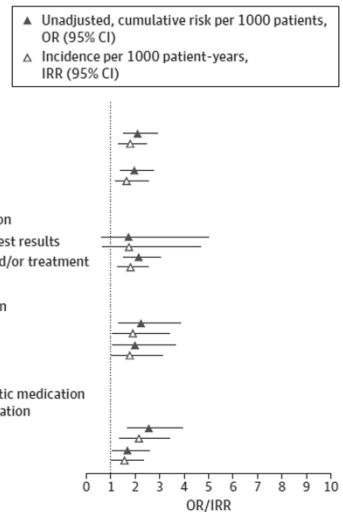 ▲ Unadjusted, cumulative risk per 1000 patients,
OR (95% CI)
△ Incidence per 1000 patient-years,
IRR (95% CI)
on
est results
d/or treatment
n
tic medication
ation
0 1 2 3 4 5 6 7 8 9 10
OR/IRR